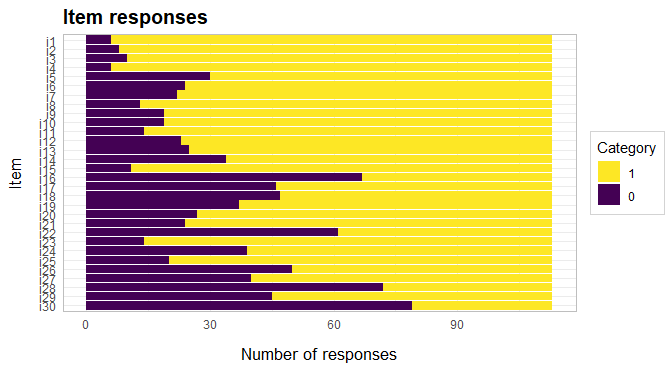 Item responses
Item
i1
i2
i3
i4
i5
i6
i7
i8
i9
i10
i11
i12
i13
i14
i15
i16
i17
i18
i19
i20
i21
i22
i23
i24
i25
i26
i27
i28
i29
i30
0 30 60 90
Number of responses
Category
1
0